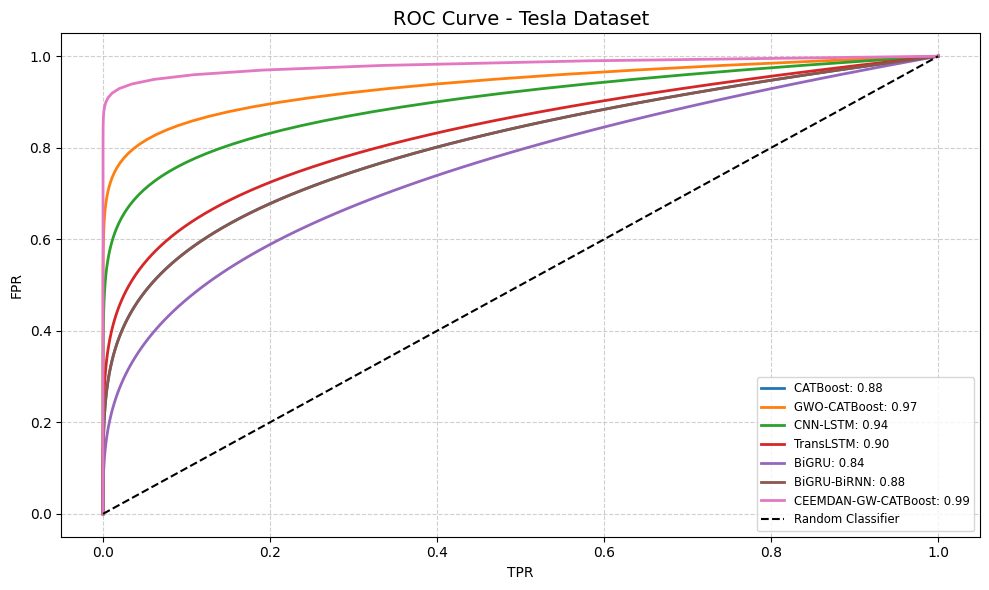 ROC Curve - Tesla Dataset
FPR
1.0
0.8
0.6
0.4
0.2
0.0
0.0 0.2 0.4 0.6 0.8 1.0
TPR
CATBoost: 0.88
GWO-CATBoost: 0.97
CNN-LSTM: 0.94
TransLSTM: 0.90
BiGRU: 0.84
BiGRU-BiRNN: 0.88
CEEMDAN-GW-CATBoost: 0.99
Random Classifier